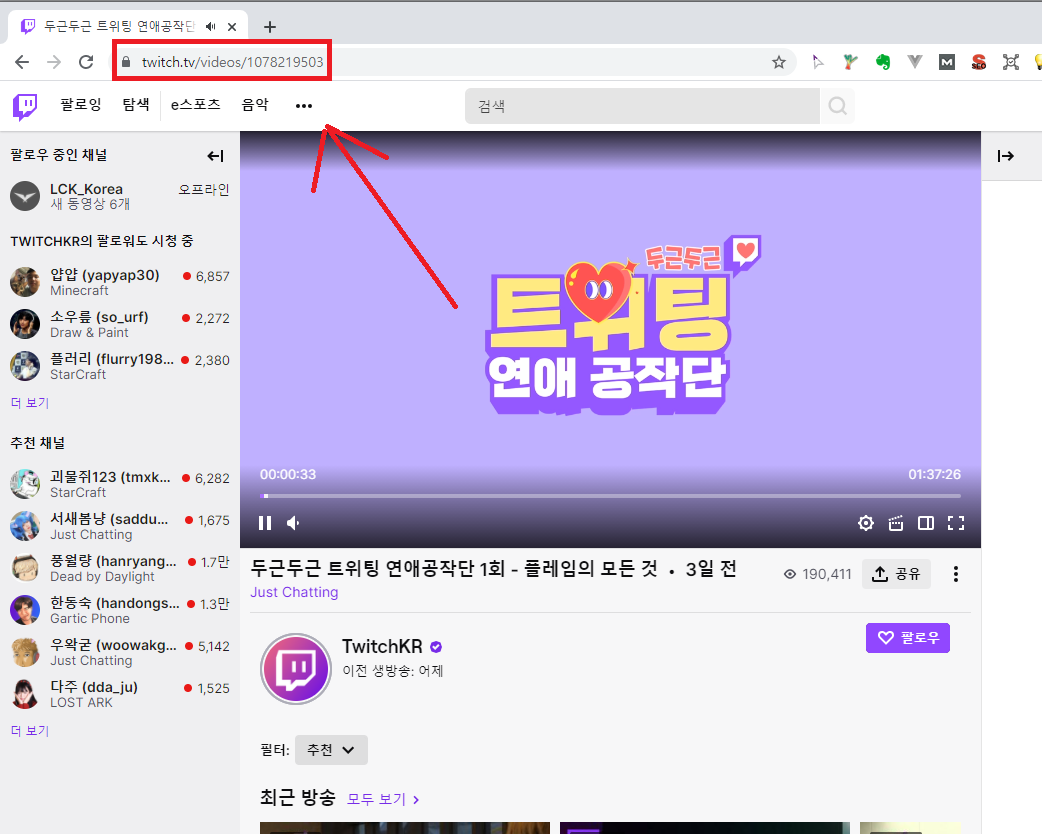 두근두근 트위팅 연애공작단
twitch.tv/videos/1078219503
SEO
팔로잉 탐색 e스포츠 음악
검색
팔로우 중인 채널
LCK_Korea 오프라인
새 동영상 6개
TWITCHKR의 팔로워도 시청 중
얍얍 (yapyap30) 6,857
Minecraft
소우릎 (so_urf) 2,272
Draw & Paint
플러리 (flurry198... 2,380
StarCraft
더 보기
추천 채널
괴물쥐123 (tmxk... 6,282
StarCraft
서새봄냥 (saddu... 1,675
Just Chatting
풍월량 (hanryang... 1.7만
Dead by Daylight
한동숙 (handongs... 1.3만
Gartic Phone
우왁굳 (woowakg... 5,142
Just Chatting
다주 (dda_ju) 1,525
LOST ARK
더 보기
두근두근
트위팅
연애 공작단
00:00:33 01:37:26
두근두근 트위팅 연애공작단 1회 - 플레임의 모든 것 • 3일 전
190,411 공유
Just Chatting
TwitchKR
팔로우
이전 생방송: 어제
필터: 추천
최근 방송 모두 보기